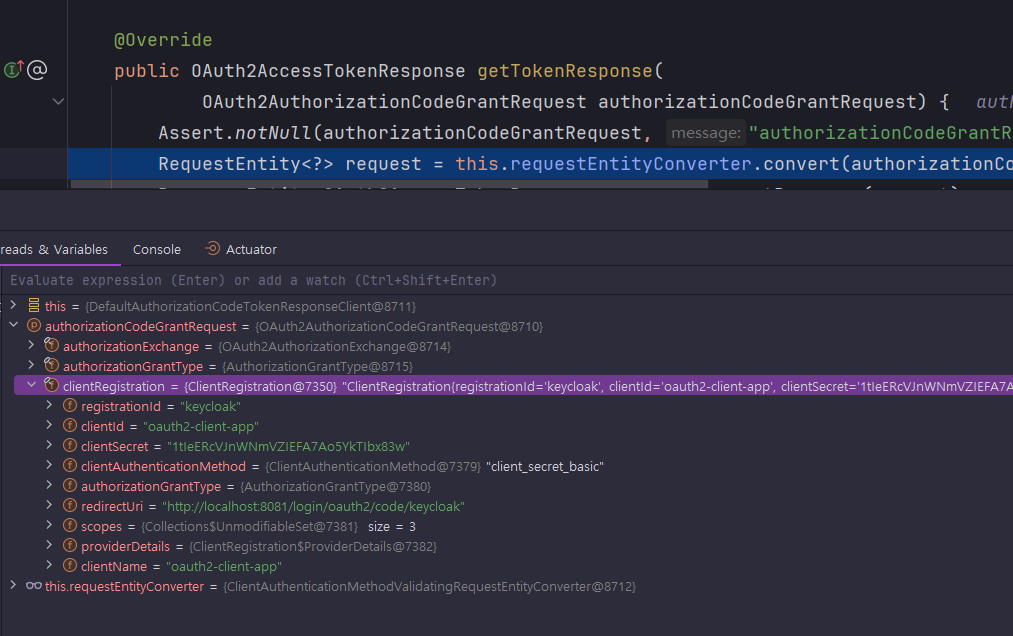 @Override
public OAuth2AccessTokenResponse getTokenResponse(
OAuth2AuthorizationCodeGrantRequest authorizationCodeGrantRequest) {
Assert.notNull(authorizationCodeGrantRequest, message: "authorizationCodeGrantR
RequestEntity<?> request = this.requestEntityConverter.convert(authorizationCo
reads & Variables Console Actuator
Evaluate expression (Enter) or add a watch (Ctrl+Shift+Enter)
this = {DefaultAuthorizationCodeTokenResponseClient@8711}
authorizationCodeGrantRequest = {OAuth2AuthorizationCodeGrantRequest@8710}
authorizationExchange = {OAuth2AuthorizationExchange@8714}
authorizationGrantType = {AuthorizationGrantType@8715}
clientRegistration = {ClientRegistration@7350} "ClientRegistration{registrationId='keycloak', clientId='oauth2-client-app', clientSecret='1tIeERcVJnWNmVZIEFA7A
registrationId = "keycloak"
clientId = "oauth2-client-app"
clientSecret = "1tIeERcVJnWNmVZIEFA7Ao5YkTIbx83w"
clientAuthenticationMethod = {ClientAuthenticationMethod@7379} "client_secret_basic"
authorizationGrantType = {AuthorizationGrantType@7380}
redirectUri = "http://localhost:8081/login/oauth2/code/keycloak"
scopes = {Collections$UnmodifiableSet@7381} size = 3
providerDetails = {ClientRegistration$ProviderDetails@7382}
clientName = "oauth2-client-app"
this.requestEntityConverter = {ClientAuthenticationMethodValidatingRequestEntityConverter@8712}